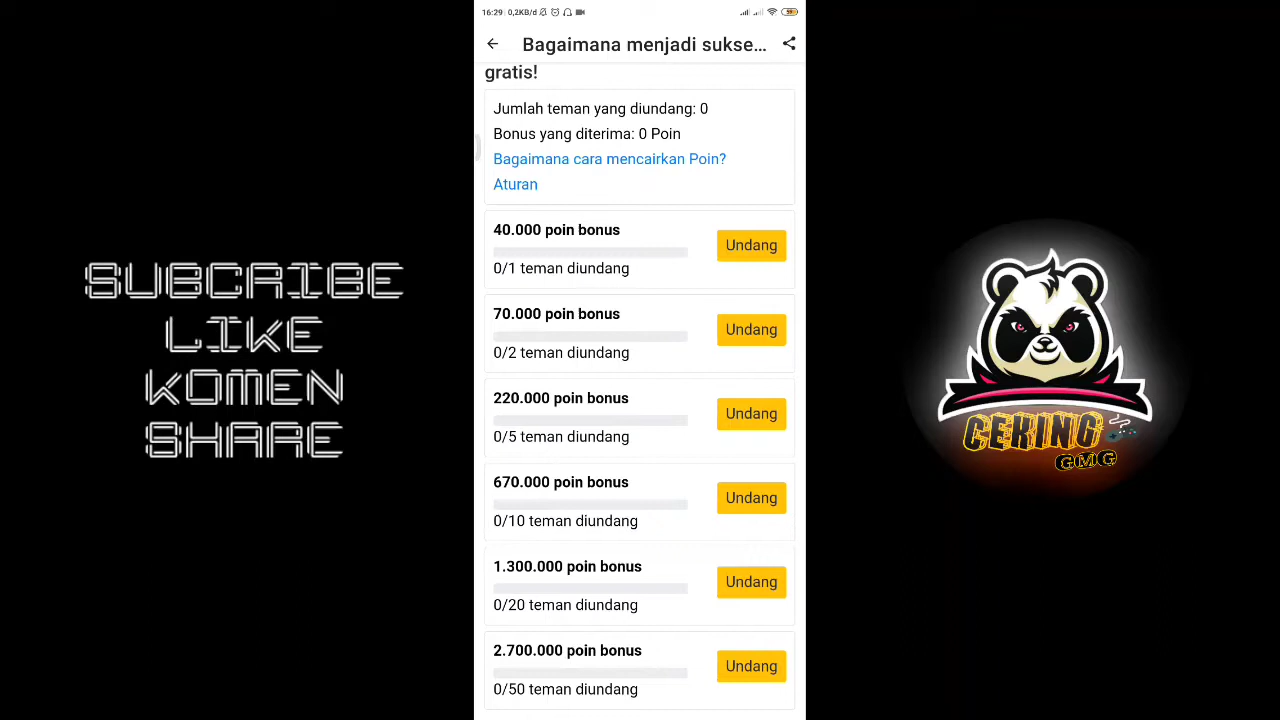 SUBCRIBE
LIKE
KOMEN
SHARE
16:29 0,2KB/d
59
Bagaimana menjadi sukse...
gratis!
Jumlah teman yang diundang: 0
Bonus yang diterima: 0 Poin
Bagaimana cara mencairkan Poin?
Aturan
40.000 poin bonus
0/1 teman diundang
Undang
70.000 poin bonus
0/2 teman diundang
Undang
220.000 poin bonus
0/5 teman diundang
Undang
670.000 poin bonus
0/10 teman diundang
Undang
1.300.000 poin bonus
0/20 teman diundang
Undang
2.700.000 poin bonus
0/50 teman diundang
Undang
CEKING
GMG